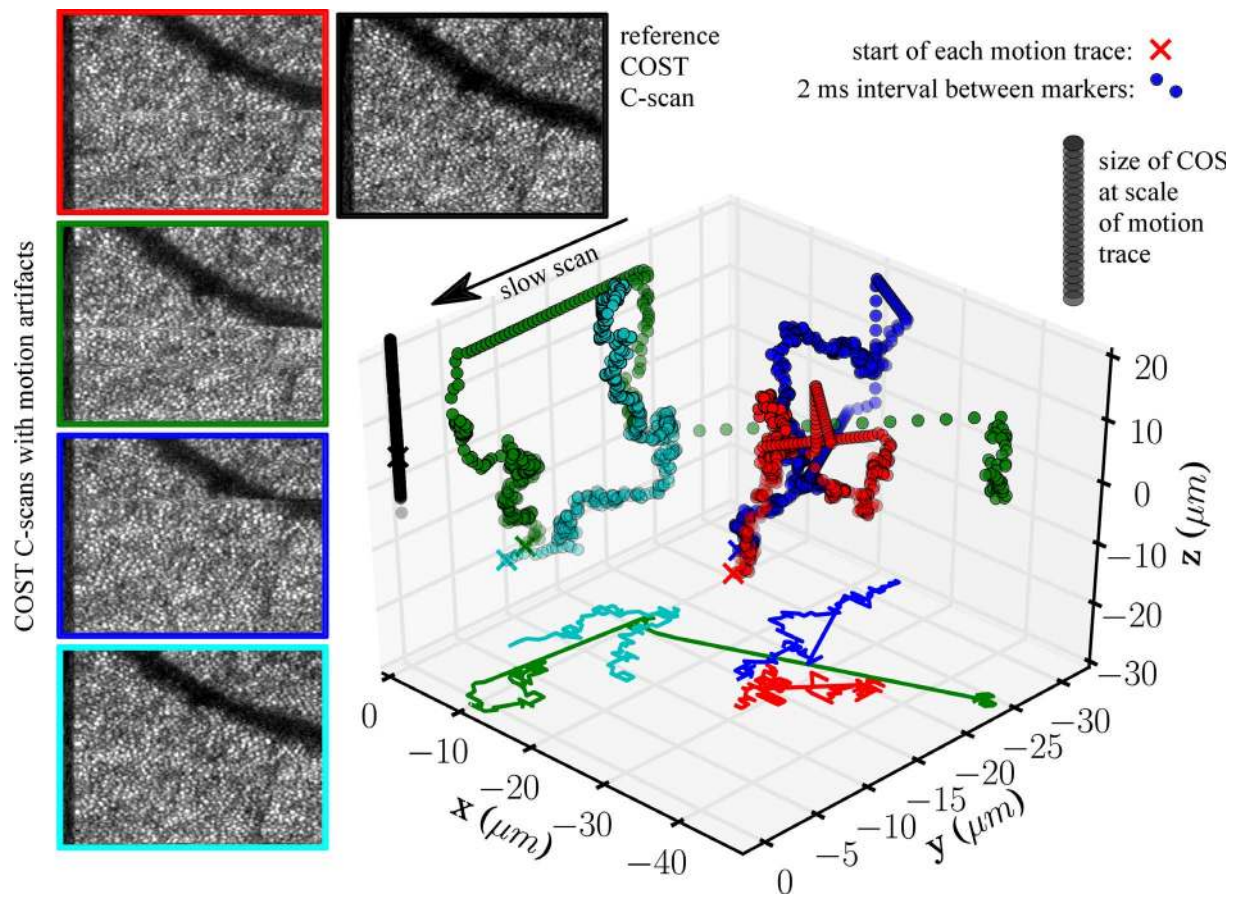 reference
COST
C-scan
start of each motion trace:
2 ms interval between markers:
size of COS
at scale
of motion
trace
COST C-scans with motion artifacts
slow scan
20
10
0
−10
−20
−30
z (μm)
0
−10
−20
−30
−40
x (μm)
0
−5
−10
−15
−20
−25
−30
y (μm)